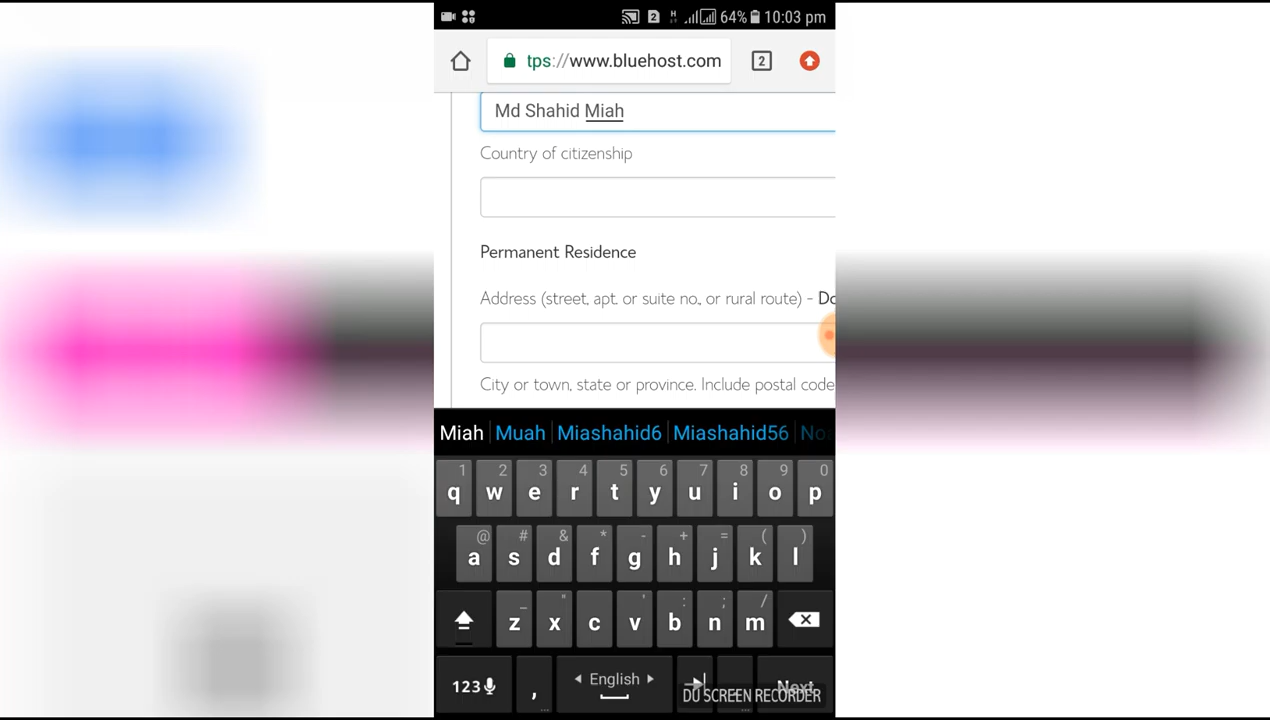 2 H 64% 10:03 pm
tps://www.bluehost.com 2
Md Shahid Miah
Country of citizenship
Permanent Residence
Address (street, apt. or suite no., or rural route) - Do
City or town, state or province. Include postal code
Miah Muah Miashahid6 Miashahid56 No
1 2 3 4 5 6 7 8 9 0
q w e r t y u i o p
@ # & * - + = ( )
a s d f g h j k l
_ " ' : ; /
z x c v b n m
123 , English Next
DU SCREEN RECORDER